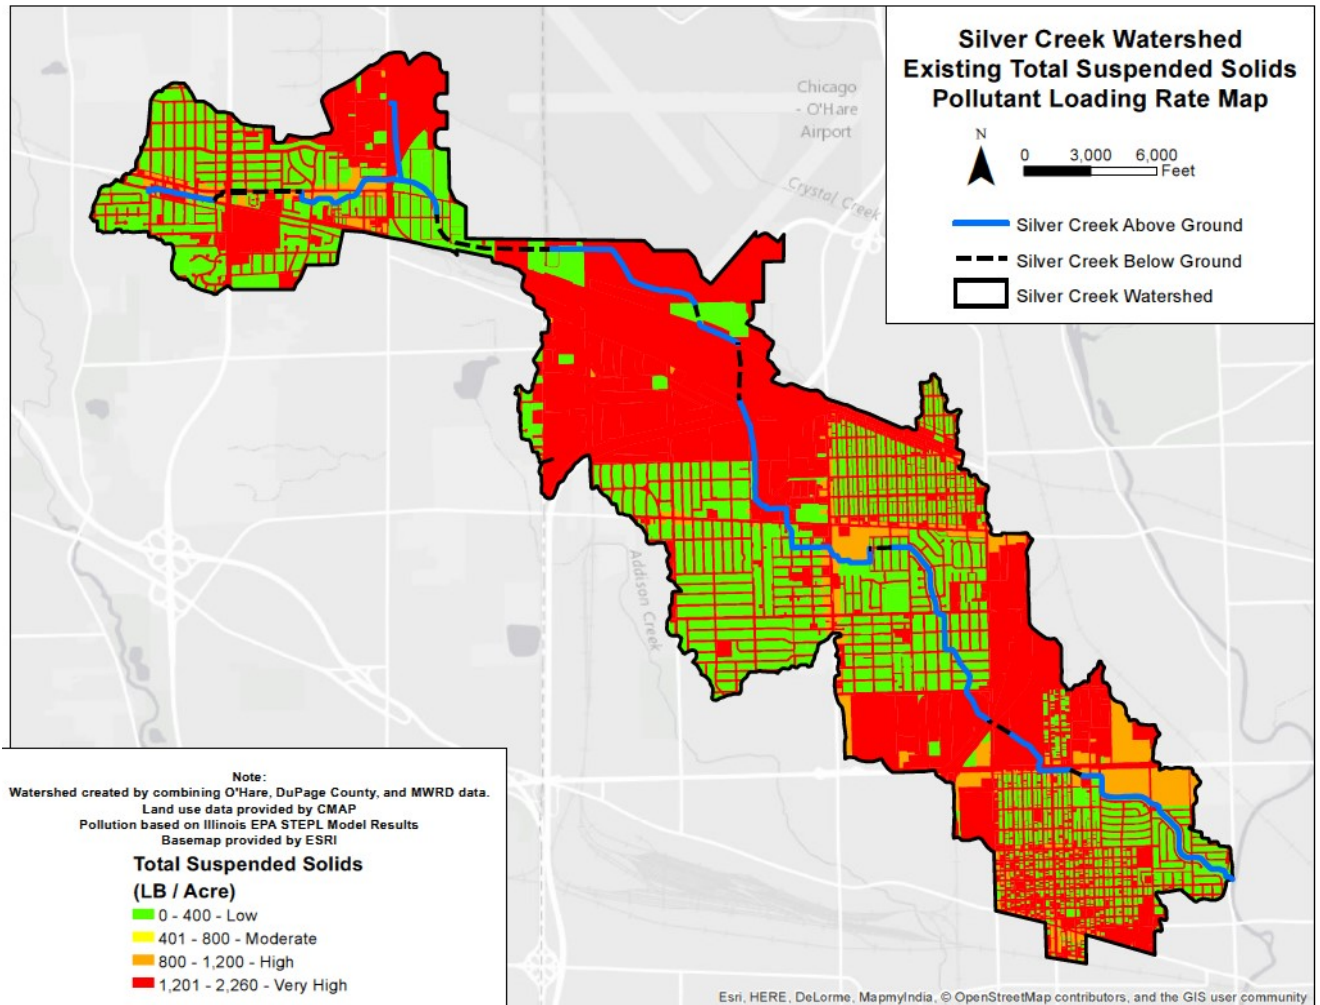 Silver Creek Watershed
Existing Total Suspended Solids
Pollutant Loading Rate Map
N
0 3,000 6,000
Feet
Silver Creek Above Ground
Silver Creek Below Ground
Silver Creek Watershed
Chicago
- O'Hare
Airport
Crystal Creek
Addison Creek
Note:
Watershed created by combining O'Hare, DuPage County, and MWRD data.
Land use data provided by CMAP
Pollution based on Illinois EPA STEPL Model Results
Basemap provided by ESRI
Total Suspended Solids
(LB / Acre)
0 - 400 - Low
401 - 800 - Moderate
800 - 1,200 - High
1,201 - 2,260 - Very High
Esri, HERE, DeLorme, MapmyIndia, © OpenStreetMap contributors, and the GIS user community